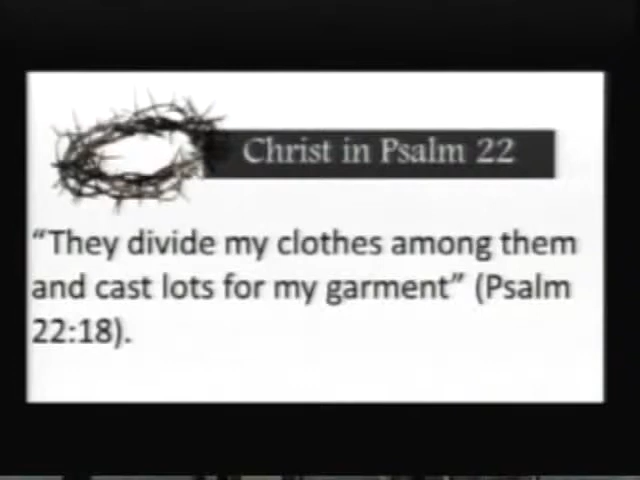 Christ in Psalm 22
“They divide my clothes among them
and cast lots for my garment” (Psalm
22:18).